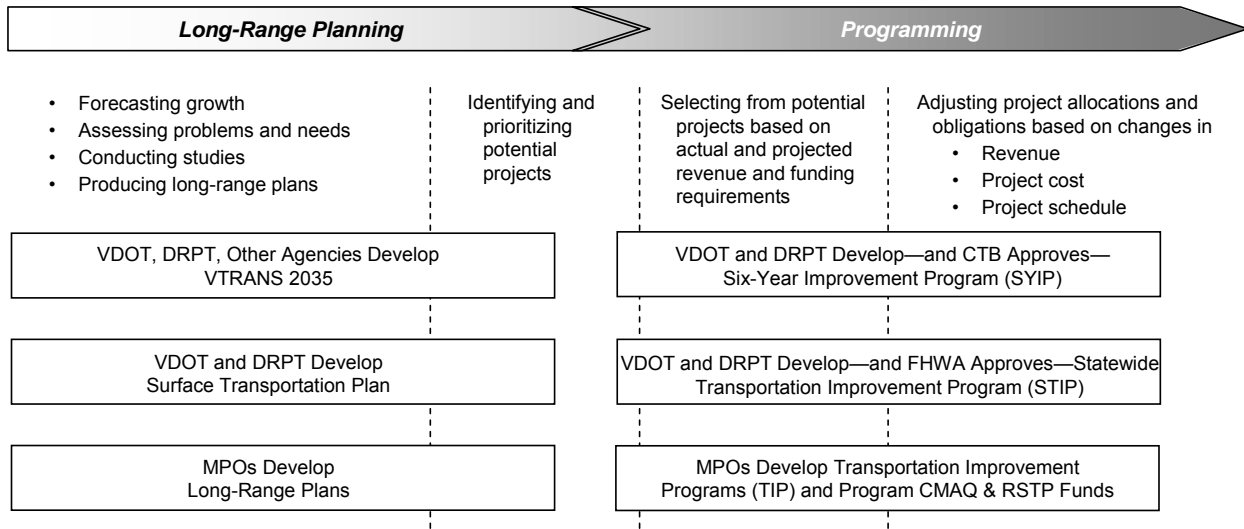 Long-Range Planning
Programming
• Forecasting growth
• Assessing problems and needs
• Conducting studies
• Producing long-range plans
Identifying and
prioritizing
potential
projects
Selecting from potential
projects based on
actual and projected
revenue and funding
requirements
Adjusting project allocations and
obligations based on changes in
• Revenue
• Project cost
• Project schedule
VDOT, DRPT, Other Agencies Develop
VTRANS 2035
VDOT and DRPT Develop—and CTB Approves—
Six-Year Improvement Program (SYIP)
VDOT and DRPT Develop
Surface Transportation Plan
VDOT and DRPT Develop—and FHWA Approves—Statewide
Transportation Improvement Program (STIP)
MPOs Develop
Long-Range Plans
MPOs Develop Transportation Improvement
Programs (TIP) and Program CMAQ & RSTP Funds